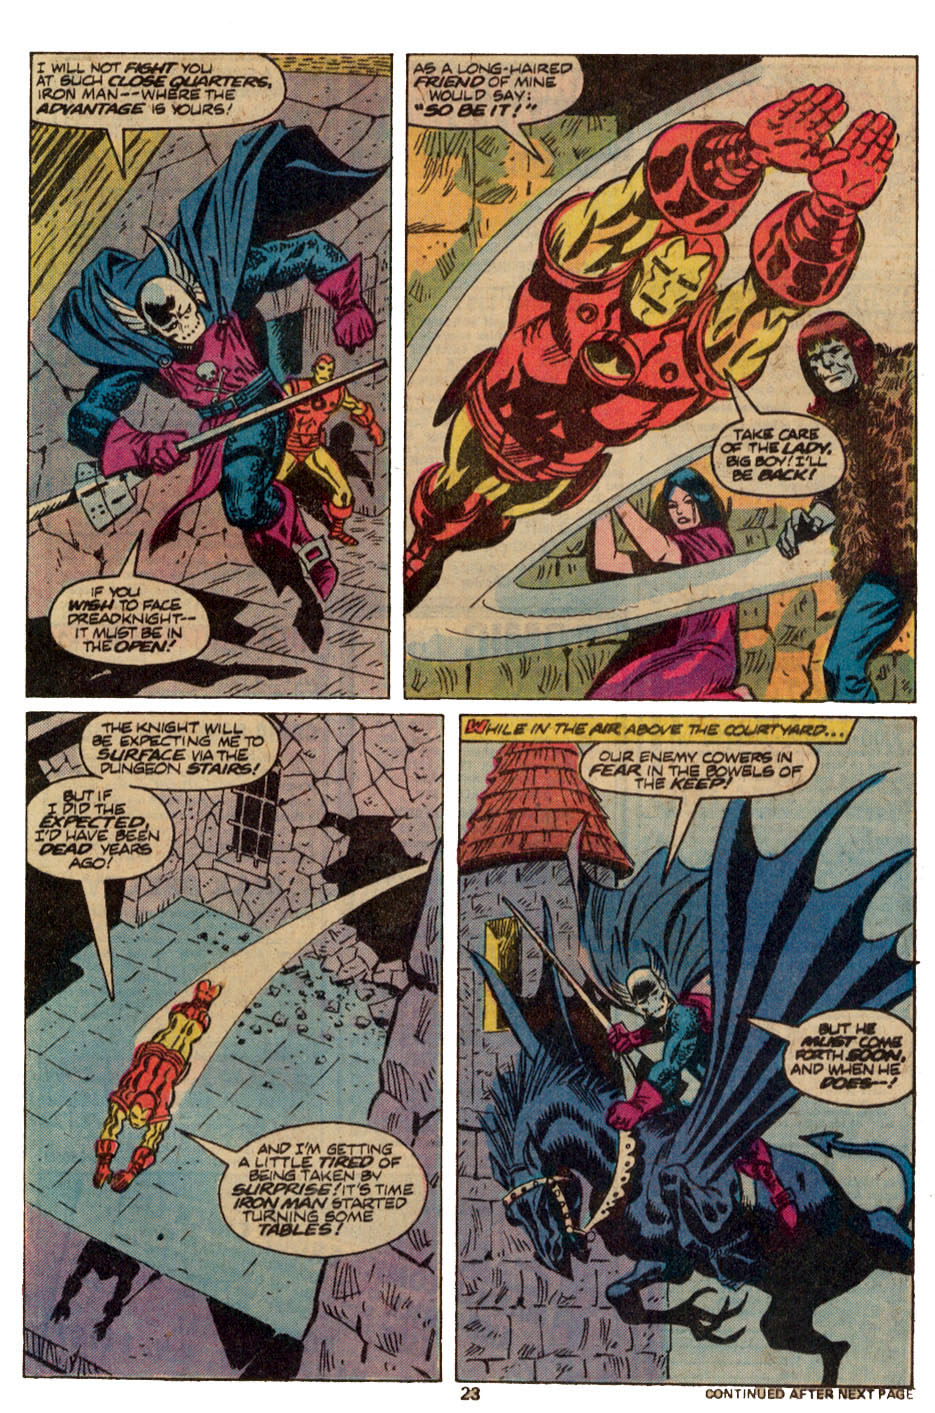 I WILL NOT FIGHT YOU
AT SUCH CLOSE QUARTERS,
IRON MAN--WHERE THE
ADVANTAGE IS YOURS!
IF YOU
WISH TO FACE
DREADKNIGHT--
IT MUST BE IN
THE OPEN!
AS A LONG-HAIRED
FRIEND OF MINE
WOULD SAY:
"SO BE IT!"
TAKE CARE
OF THE LADY,
BIG BOY! I'LL
BE BACK!
THE KNIGHT WILL
BE EXPECTING ME TO
SURFACE VIA THE
DUNGEON STAIRS!
BUT IF
I DID THE
EXPECTED,
I'D HAVE BEEN
DEAD YEARS
AGO!
AND I'M GETTING
A LITTLE TIRED OF
BEING TAKEN BY
SURPRISE! IT'S TIME
IRON MAN STARTED
TURNING SOME
TABLES!
WHILE IN THE AIR ABOVE THE COURTYARD...
OUR ENEMY COWERS IN
FEAR IN THE BOWELS OF
THE KEEP!
BUT HE
MUST COME
FORTH SOON,
AND WHEN HE
DOES--!
23
CONTINUED AFTER NEXT PAGE